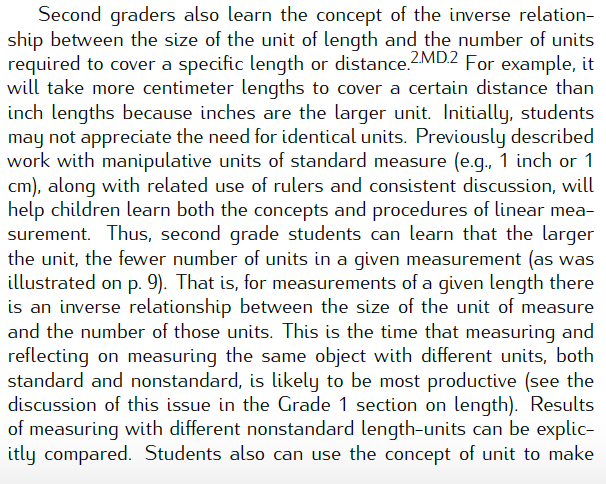 Second graders also learn the concept of the inverse relation-
ship between the size of the unit of length and the number of units
required to cover a specific length or distance.2.MD.2 For example, it
will take more centimeter lengths to cover a certain distance than
inch lengths because inches are the larger unit. Initially, students
may not appreciate the need for identical units. Previously described
work with manipulative units of standard measure (e.g., 1 inch or 1
cm), along with related use of rulers and consistent discussion, will
help children learn both the concepts and procedures of linear mea-
surement. Thus, second grade students can learn that the larger
the unit, the fewer number of units in a given measurement (as was
illustrated on p. 9). That is, for measurements of a given length there
is an inverse relationship between the size of the unit of measure
and the number of those units. This is the time that measuring and
reflecting on measuring the same object with different units, both
standard and nonstandard, is likely to be most productive (see the
discussion of this issue in the Grade 1 section on length). Results
of measuring with different nonstandard length-units can be explic-
itly compared. Students also can use the concept of unit to make